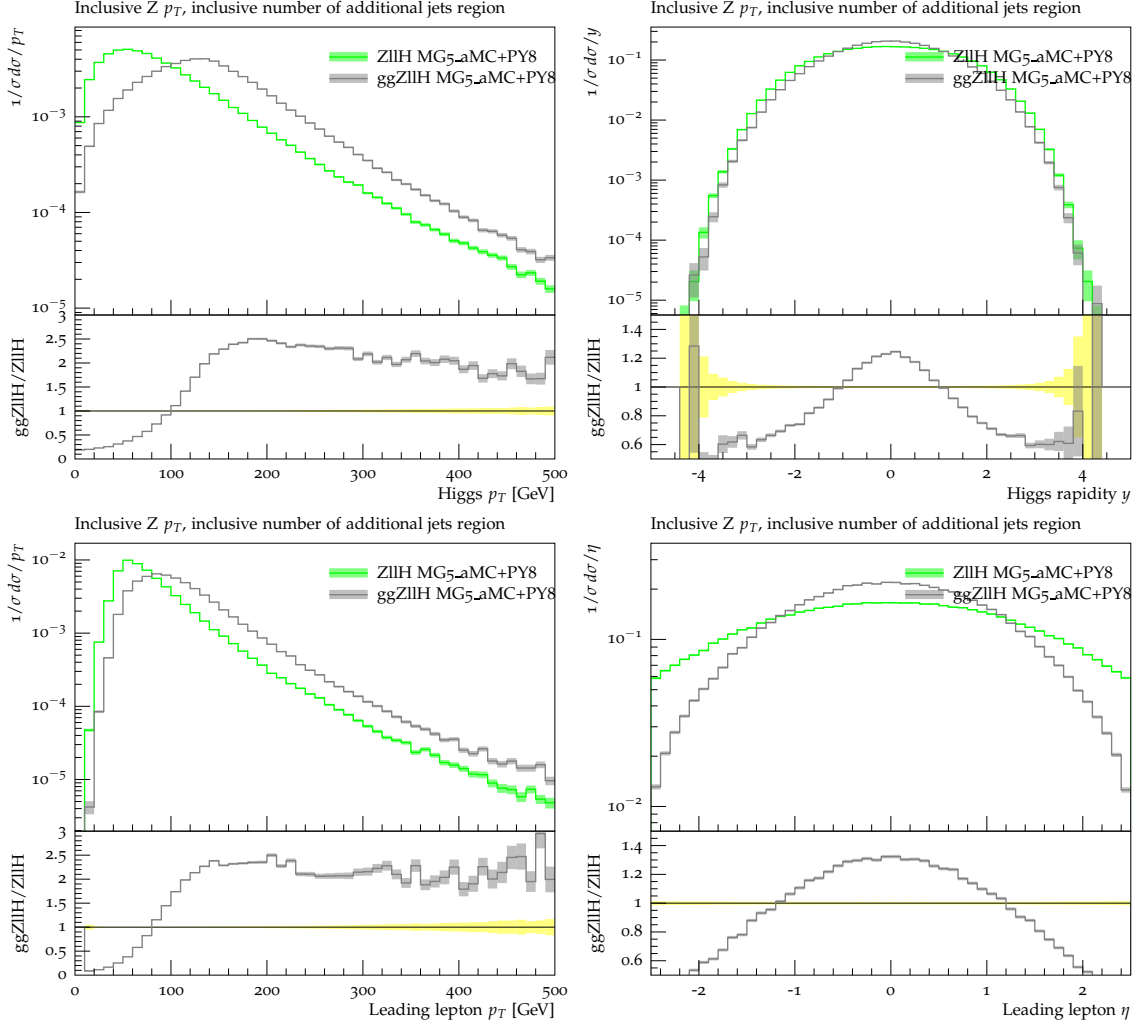 Inclusive Z pT, inclusive number of additional jets region
1/σ dσ/pT
ZllH MG5_aMC+PY8
ggZllH MG5_aMC+PY8
10⁻³
10⁻⁴
10⁻⁵
ggZllH/ZllH
3
2.5
2
1.5
1
0.5
0
0 100 200 300 400 500
Higgs pT [GeV]
Inclusive Z pT, inclusive number of additional jets region
1/σ dσ/y
ZllH MG5_aMC+PY8
ggZllH MG5_aMC+PY8
10⁻¹
10⁻²
10⁻³
10⁻⁴
10⁻⁵
ggZllH/ZllH
1.4
1.2
1
0.8
0.6
-4 -2 0 2 4
Higgs rapidity y
Inclusive Z pT, inclusive number of additional jets region
1/σ dσ/pT
ZllH MG5_aMC+PY8
ggZllH MG5_aMC+PY8
10⁻²
10⁻³
10⁻⁴
10⁻⁵
ggZllH/ZllH
3
2.5
2
1.5
1
0.5
0
0 100 200 300 400 500
Leading lepton pT [GeV]
Inclusive Z pT, inclusive number of additional jets region
1/σ dσ/η
ZllH MG5_aMC+PY8
ggZllH MG5_aMC+PY8
10⁻¹
10⁻²
ggZllH/ZllH
1.4
1.2
1
0.8
0.6
-2 -1 0 1 2
Leading lepton η